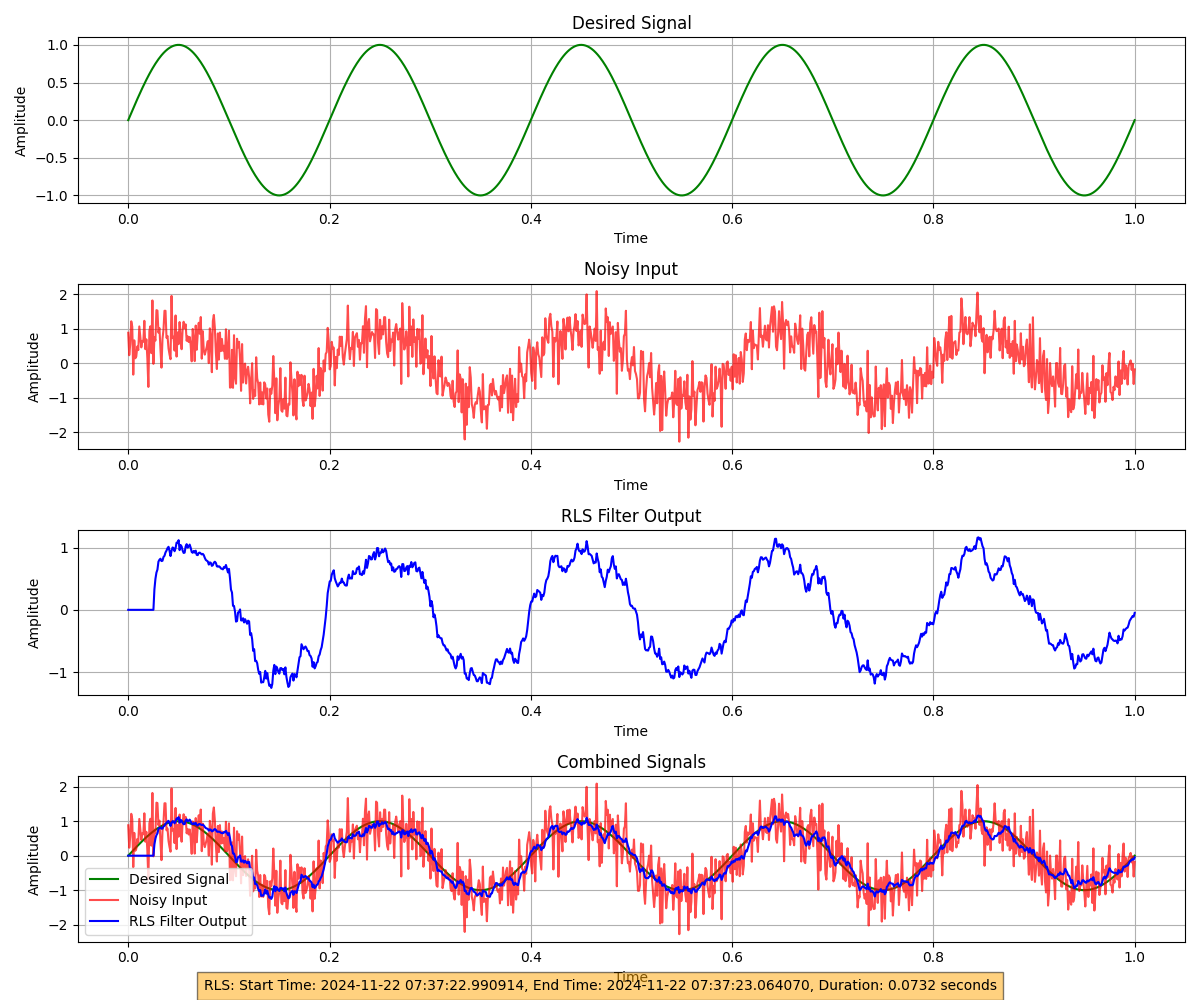 Desired Signal
1.0
0.5
0.0
−0.5
−1.0
Amplitude
0.0 0.2 0.4 0.6 0.8 1.0
Time
Noisy Input
2
1
0
−1
−2
Amplitude
0.0 0.2 0.4 0.6 0.8 1.0
Time
RLS Filter Output
1
0
−1
Amplitude
0.0 0.2 0.4 0.6 0.8 1.0
Time
Combined Signals
2
1
0
−1
−2
Amplitude
Desired Signal
Noisy Input
RLS Filter Output
0.0 0.2 0.4 0.6 0.8 1.0
Time
RLS: Start Time: 2024-11-22 07:37:22.990914, End Time: 2024-11-22 07:37:23.064070, Duration: 0.0732 seconds